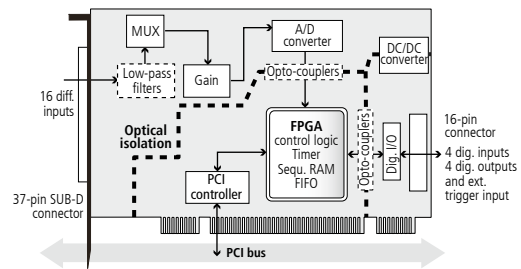 MUX
A/D
converter
DC/DC
converter
Low-pass
filters
Gain
Opto-couplers
16 diff.
inputs
Optical
isolation
FPGA
control logic
Timer
Sequ. RAM
FIFO
Opto-couplers
Dig. I/O
16-pin
connector
4 dig. inputs
4 dig. outputs
and ext.
trigger input
PCI
controller
37-pin SUB-D
connector
PCI bus